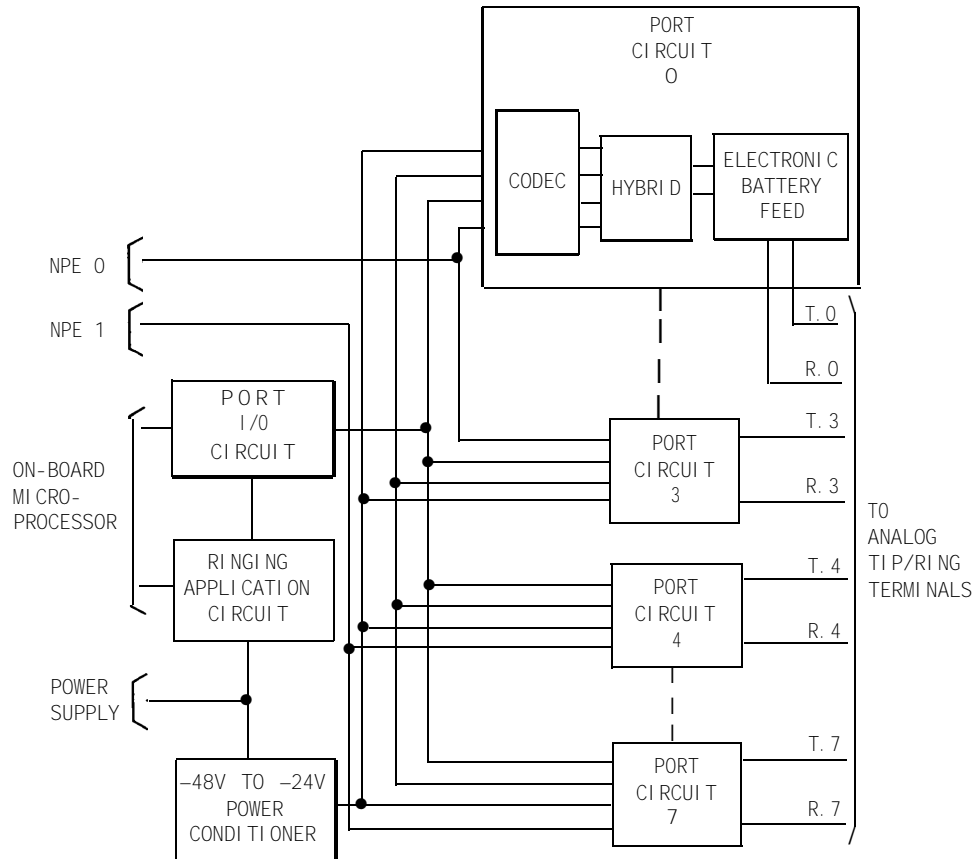 PORT
CIRCUIT
0
CODEC
HYBRID
ELECTRONIC
BATTERY
FEED
NPE 0
NPE 1
T.0
R.0
PORT
I/O
CIRCUIT
ON-BOARD
MICRO-
PROCESSOR
RINGING
APPLICATION
CIRCUIT
PORT
CIRCUIT
3
T.3
R.3
TO
ANALOG
TIP/RING
TERMINALS
PORT
CIRCUIT
4
T.4
R.4
POWER
SUPPLY
–48V TO –24V
POWER
CONDITIONER
PORT
CIRCUIT
7
T.7
R.7